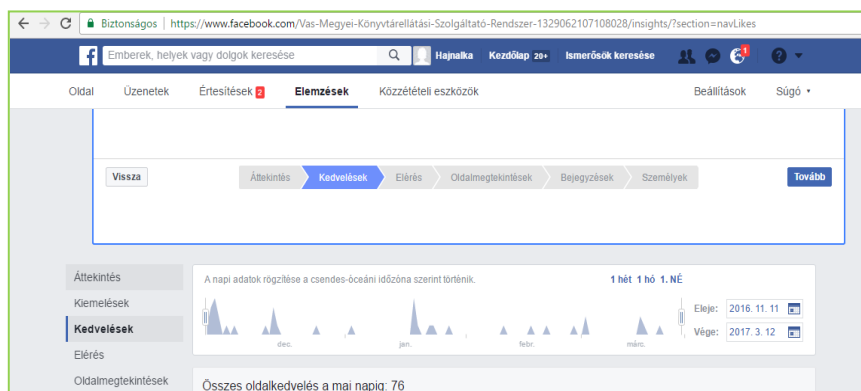 Biztonságos | https://www.facebook.com/Vas-Megyei-Könyvtárellátási-Szolgáltató-Rendszer-1329062107108028/insights/?section=navLikes
Emberek, helyek vagy dolgok keresése Hajnalka Kezdőlap 20+ Ismerősök keresése 1
Oldal Üzenetek Értesítések 2 Elemzések Közzétételi eszközök Beállítások Súgó
Vissza Áttekintés Kedvelések Elérés Oldalmegtekintések Bejegyzések Személyek Tovább
Áttekintés
Kiemelések
Kedvelések
Elérés
Oldalmegtekintések
A napi adatok rögzítése a csendes-óceáni időzóna szerint történik. 1 hét 1 hó 1. NÉ
Eleje: 2016. 11. 11
Vége: 2017. 3. 12
dec. jan. febr. márc.
Összes oldalkedvelés a mai napig: 76